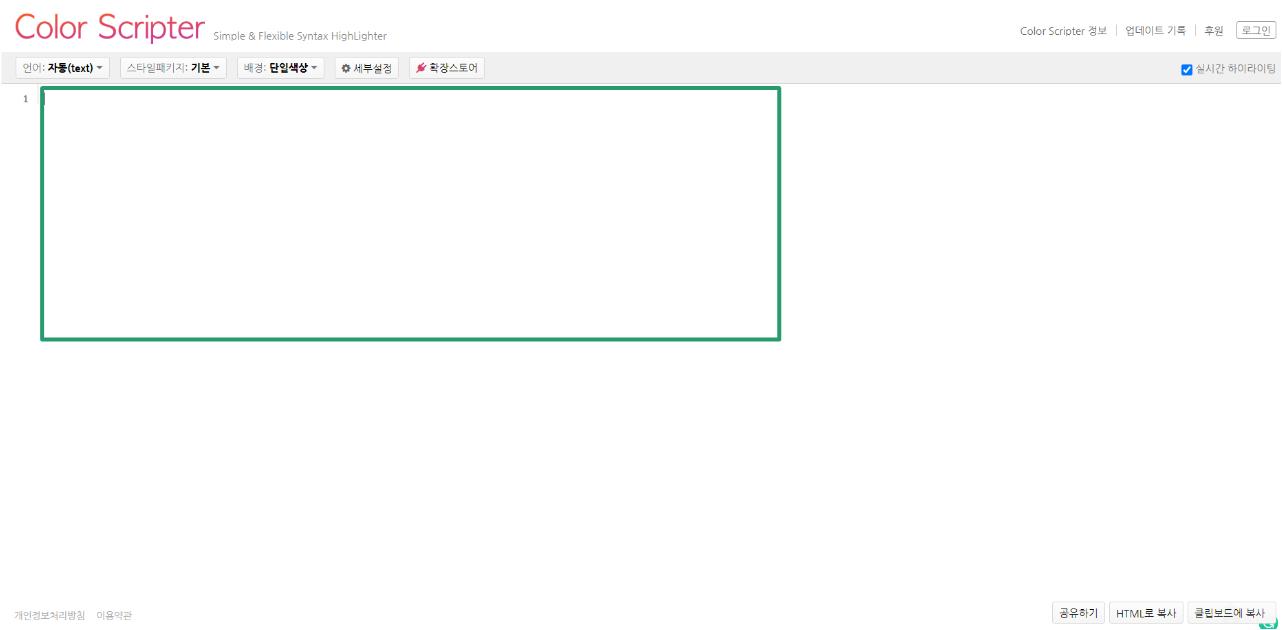 Color Scripter Simple & Flexible Syntax HighLighter
Color Scripter 정보 업데이트 기록 후원 로그인
언어: 자동(text) 스타일패키지: 기본 배경: 단일색상 세부설정 확장스토어 실시간 하이라이팅
1
개인정보처리방침 이용약관
공유하기 HTML로 복사 클립보드에 복사